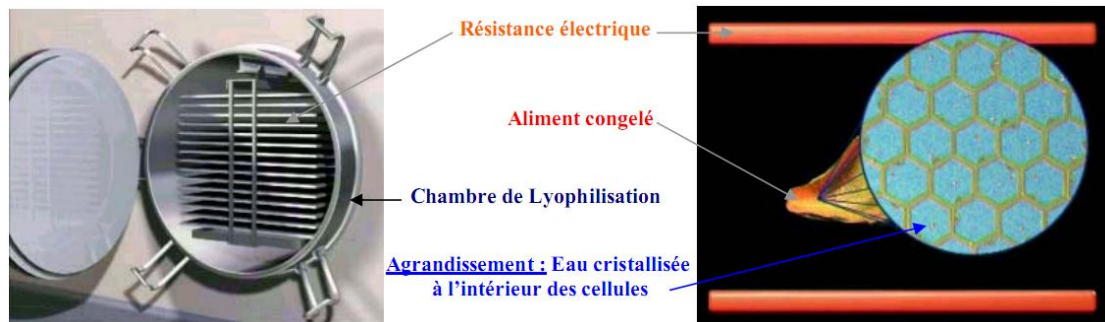 Résistance électrique
Aliment congelé
Chambre de Lyophilisation
Agrandissement : Eau cristallisée
à l'intérieur des cellules